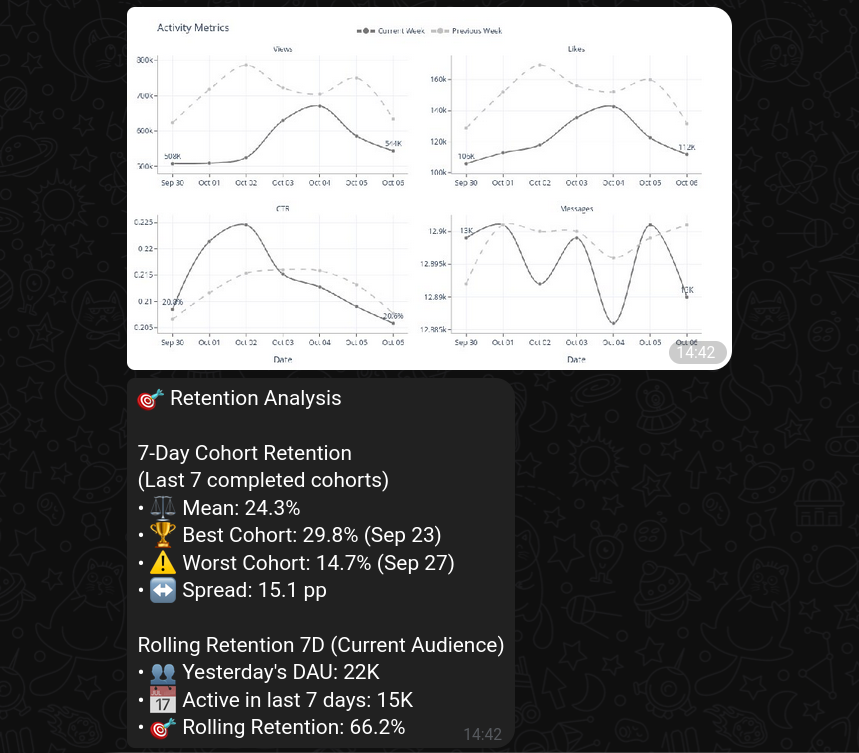 Activity Metrics
Current Week
Previous Week
Views
800k
700k
600k
500k
508K
544K
Sep 30
Oct 01
Oct 02
Oct 03
Oct 04
Oct 05
Oct 06
Likes
160k
140k
120k
100k
106K
112K
Sep 30
Oct 01
Oct 02
Oct 03
Oct 04
Oct 05
Oct 06
CTR
0.225
0.22
0.215
0.21
0.205
20.8%
20.6%
Sep 30
Oct 01
Oct 02
Oct 03
Oct 04
Oct 05
Oct 06
Date
Messages
12.9k
12.895k
12.89k
12.885k
13K
13K
Sep 30
Oct 01
Oct 02
Oct 03
Oct 04
Oct 05
Oct 06
Date
14:42
🎯 Retention Analysis
7-Day Cohort Retention
(Last 7 completed cohorts)
• ⚖️ Mean: 24.3%
• 🏆 Best Cohort: 29.8% (Sep 23)
• ⚠️ Worst Cohort: 14.7% (Sep 27)
• ↔️ Spread: 15.1 pp
Rolling Retention 7D (Current Audience)
• 👥 Yesterday's DAU: 22K
• 📅 Active in last 7 days: 15K
• 🎯 Rolling Retention: 66.2%
14:42